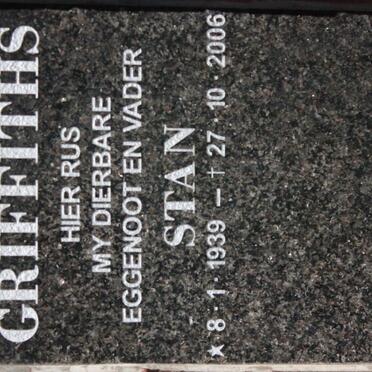 GRIFFITHS
HIER RUS
MY DIERBARE
EGGENOOT EN VADER
STAN
★ 8 · 1 · 1939 — † 27 · 10 · 2006